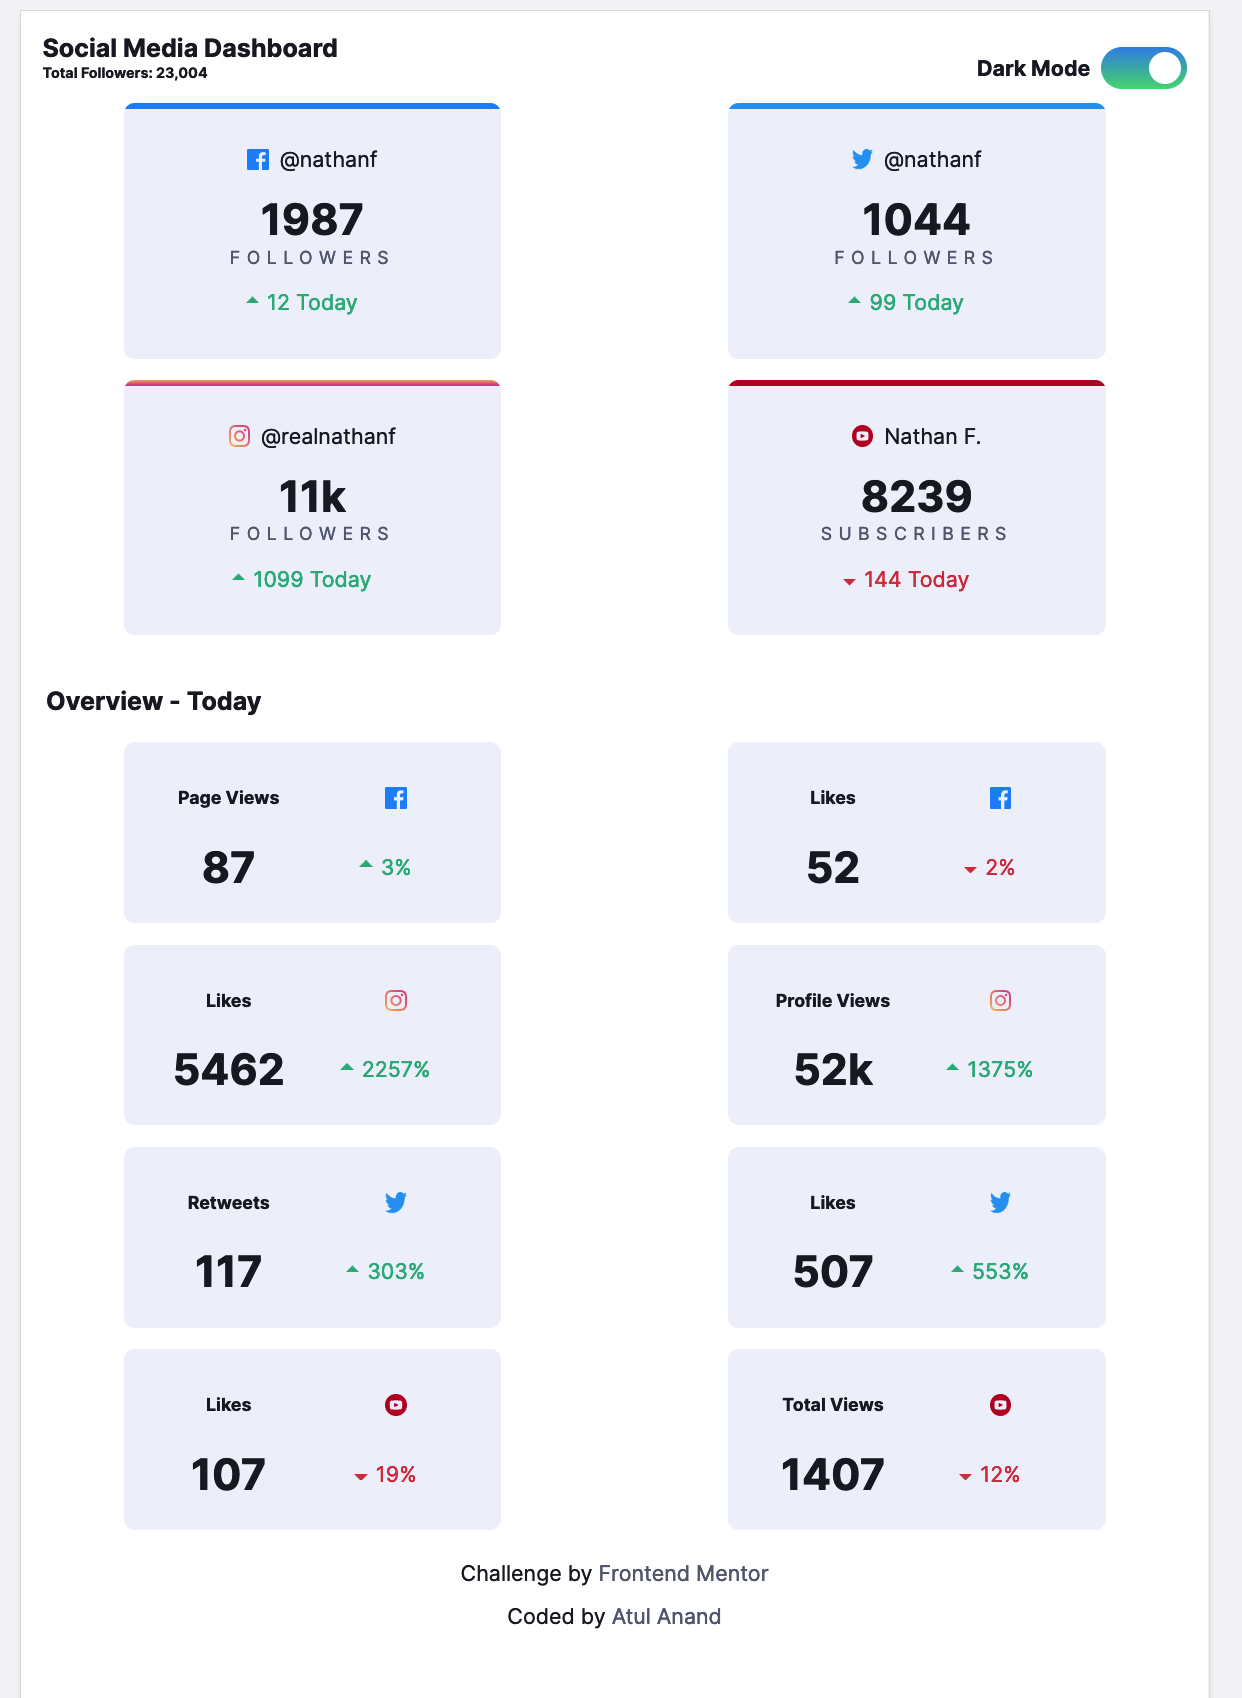 Social Media Dashboard
Total Followers: 23,004
Dark Mode
@nathanf
1987
FOLLOWERS
12 Today
@nathanf
1044
FOLLOWERS
99 Today
@realnathanf
11k
FOLLOWERS
1099 Today
Nathan F.
8239
SUBSCRIBERS
144 Today
Overview - Today
Page Views
87
3%
Likes
52
2%
Likes
5462
2257%
Profile Views
52k
1375%
Retweets
117
303%
Likes
507
553%
Likes
107
19%
Total Views
1407
12%
Challenge by Frontend Mentor
Coded by Atul Anand